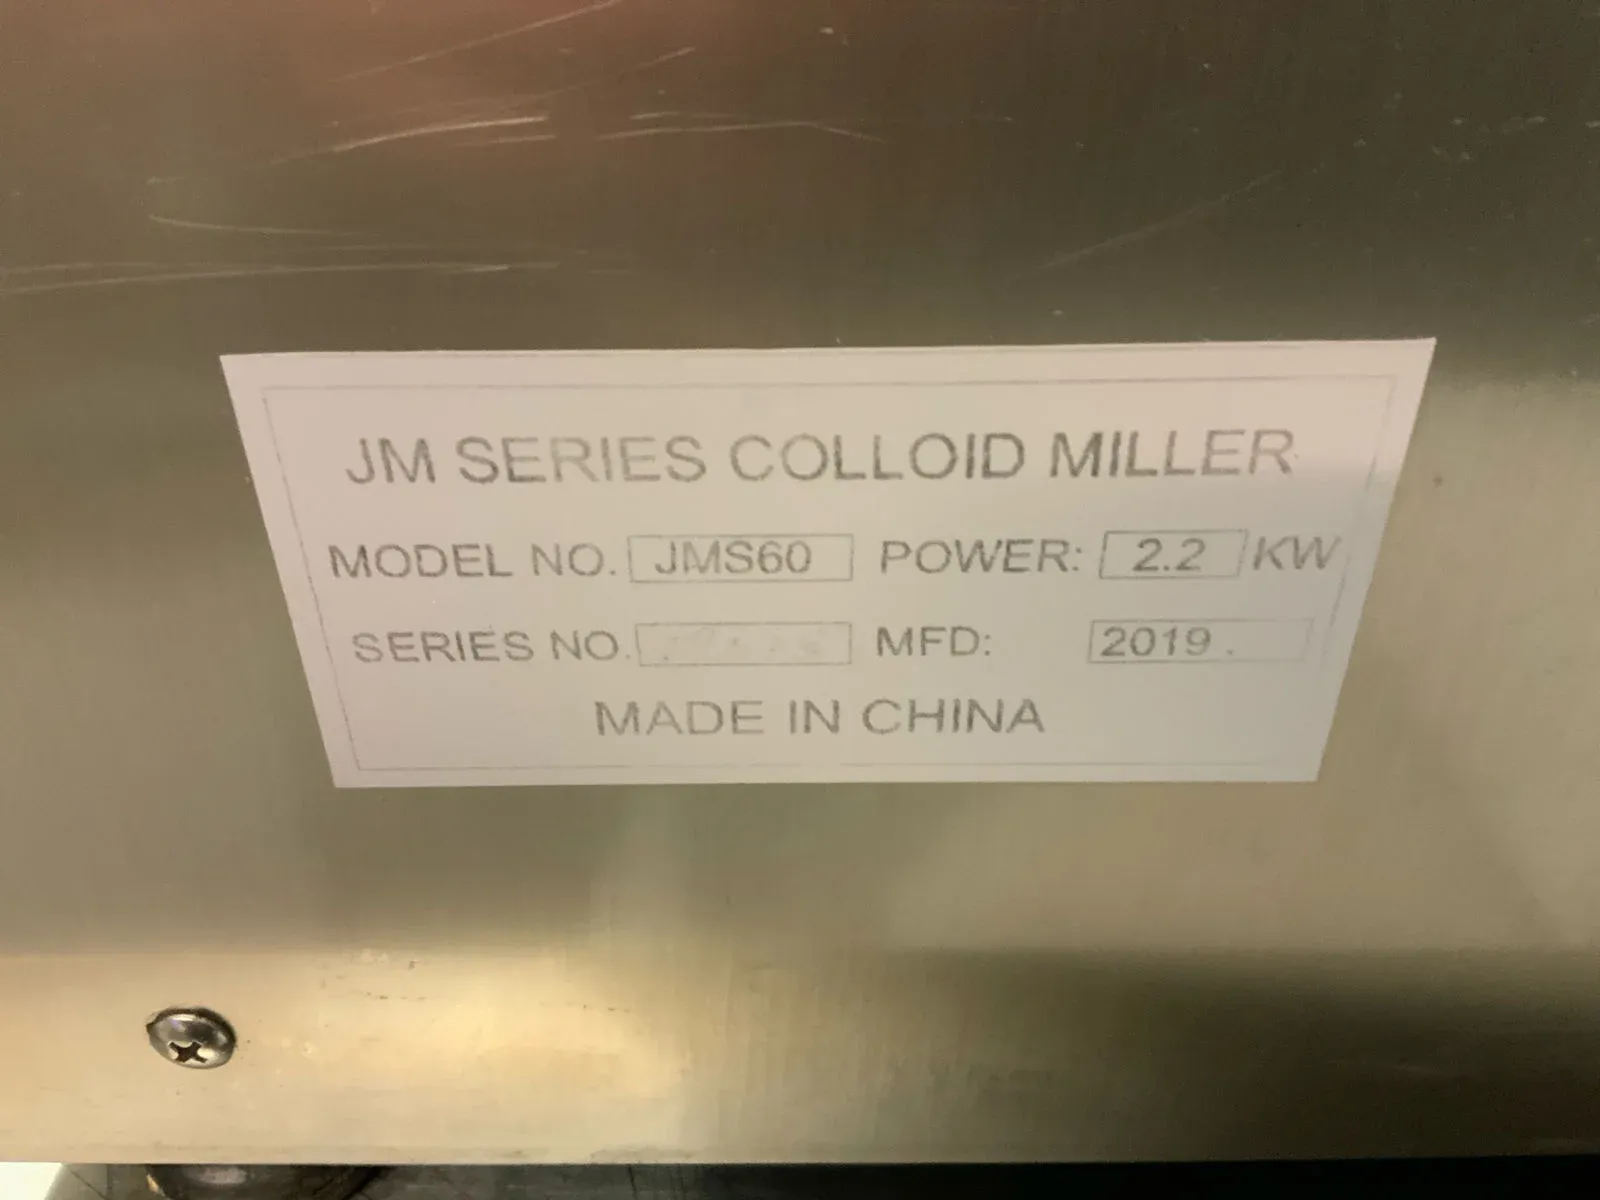 JM SERIES COLLOID MILLER
MODEL NO. JMS60 POWER: 2.2 KW
SERIES NO. MFD: 2019.
MADE IN CHINA